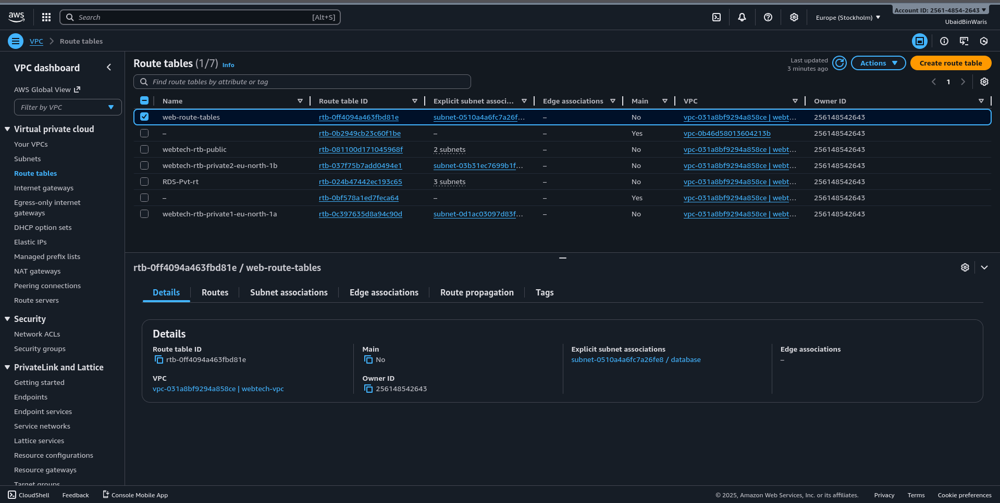 aws
Search [Alt+S]
Europe (Stockholm)
Account ID: 2561-4854-2643
UbaidBinWaris
VPC
Route tables
VPC dashboard
AWS Global View
Filter by VPC
Virtual private cloud
Your VPCs
Subnets
Route tables
Internet gateways
Egress-only internet
gateways
DHCP option sets
Elastic IPs
Managed prefix lists
NAT gateways
Peering connections
Route servers
Security
Network ACLs
Security groups
PrivateLink and Lattice
Getting started
Endpoints
Endpoint services
Service networks
Lattice services
Resource configurations
Resource gateways
Target groups
Route tables (1/7) Info
Last updated
3 minutes ago
Actions
Create route table
Find route tables by attribute or tag
1
Name Route table ID Explicit subnet associ... Edge associations Main VPC Owner ID
web-route-tables rtb-0ff4094a463fbd81e subnet-0510a4a6fc7a26f... – No vpc-031a8bf9294a858ce | webt... 256148542643
– rtb-0b2949cb23c60f1be – – Yes vpc-0b46d58013604213b 256148542643
webtech-rtb-public rtb-081100d171045968f 2 subnets – No vpc-031a8bf9294a858ce | webt... 256148542643
webtech-rtb-private2-eu-north-1b rtb-037f75b7add0494e1 subnet-03b31ec7699b1f... – No vpc-031a8bf9294a858ce | webt... 256148542643
RDS-Pvt-rt rtb-024b47442ec193c65 3 subnets – No vpc-031a8bf9294a858ce | webt... 256148542643
– rtb-0bf578a1ed7feca64 – – Yes vpc-031a8bf9294a858ce | webt... 256148542643
webtech-rtb-private1-eu-north-1a rtb-0c397635d8a94c90d subnet-0d1ac03097d83f... – No vpc-031a8bf9294a858ce | webt... 256148542643
rtb-0ff4094a463fbd81e / web-route-tables
Details Routes Subnet associations Edge associations Route propagation Tags
Details
Route table ID
rtb-0ff4094a463fbd81e
VPC
vpc-031a8bf9294a858ce | webtech-vpc
Main
No
Owner ID
256148542643
Explicit subnet associations
subnet-0510a4a6fc7a26fe8 / database
Edge associations
–
CloudShell Feedback Console Mobile App
© 2025, Amazon Web Services, Inc. or its affiliates. Privacy Terms Cookie preferences